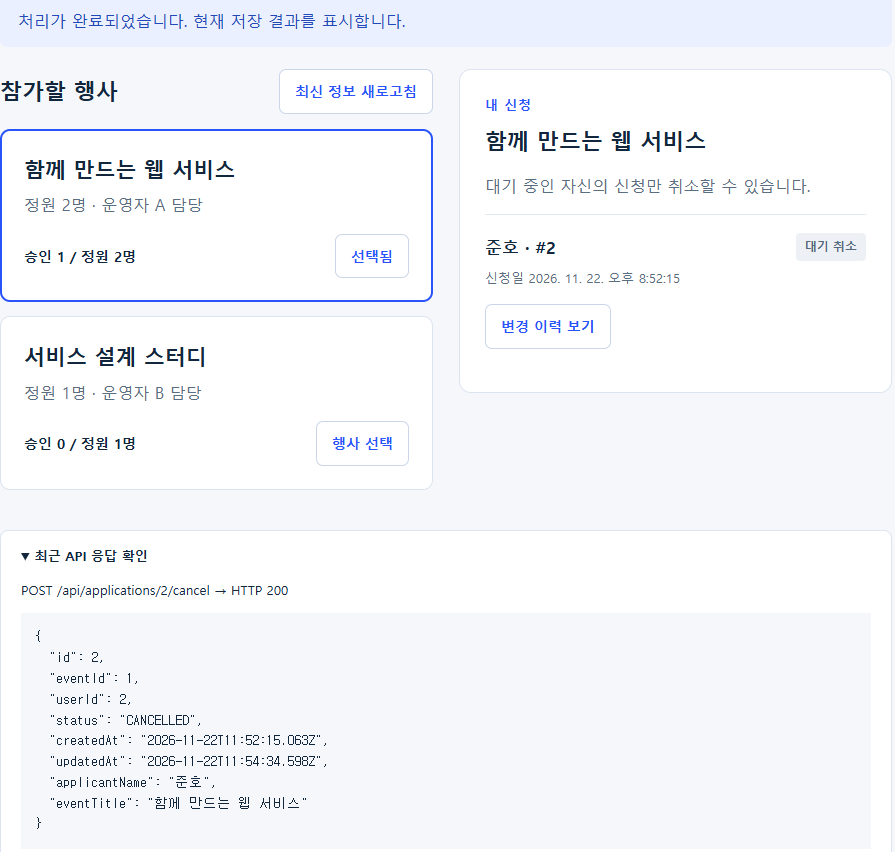 처리가 완료되었습니다. 현재 저장 결과를 표시합니다.
참가할 행사
최신 정보 새로고침
함께 만드는 웹 서비스
정원 2명 · 운영자 A 담당
승인 1 / 정원 2명
선택됨
서비스 설계 스터디
정원 1명 · 운영자 B 담당
승인 0 / 정원 1명
행사 선택
내 신청
함께 만드는 웹 서비스
대기 중인 자신의 신청만 취소할 수 있습니다.
준호 · #2
대기 취소
신청일 2026. 11. 22. 오후 8:52:15
변경 이력 보기
▼ 최근 API 응답 확인
POST /api/applications/2/cancel → HTTP 200
{
"id": 2,
"eventId": 1,
"userId": 2,
"status": "CANCELLED",
"createdAt": "2026-11-22T11:52:15.063Z",
"updatedAt": "2026-11-22T11:54:34.598Z",
"applicantName": "준호",
"eventTitle": "함께 만드는 웹 서비스"
}